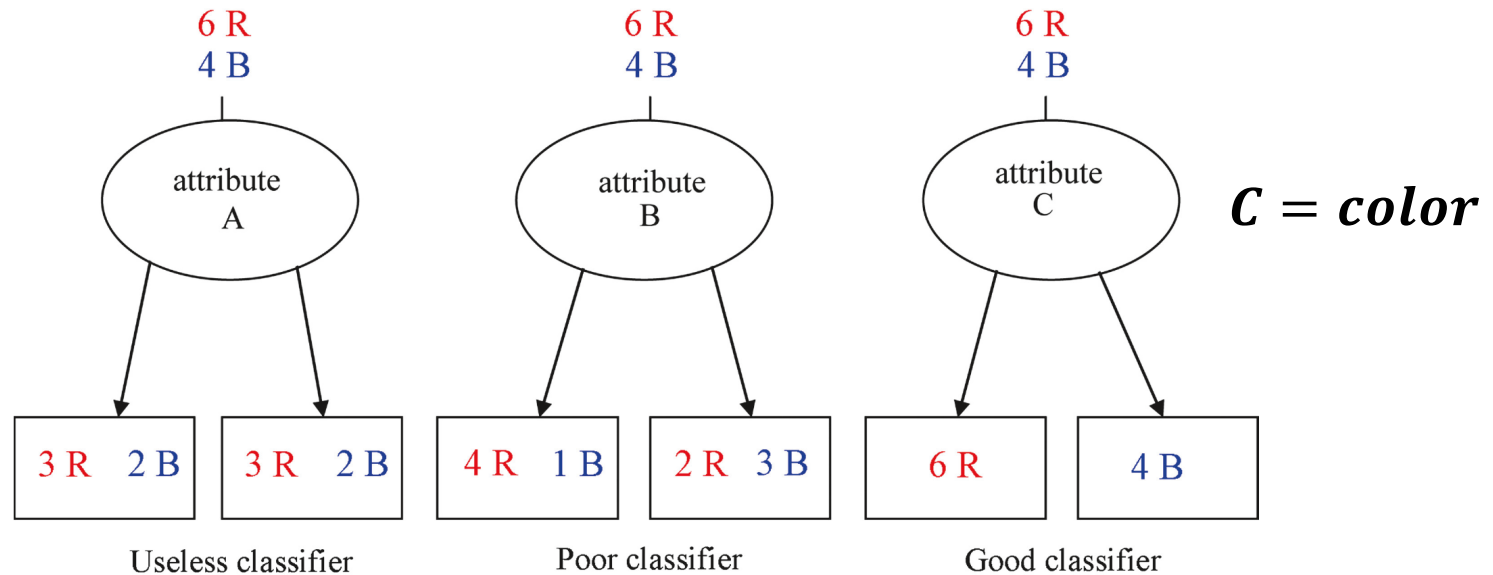 6 R
4 B
attribute
A
3 R 2 B
3 R 2 B
Useless classifier
6 R
4 B
attribute
B
4 R 1 B
2 R 3 B
Poor classifier
6 R
4 B
attribute
C
6 R
4 B
Good classifier
C = color